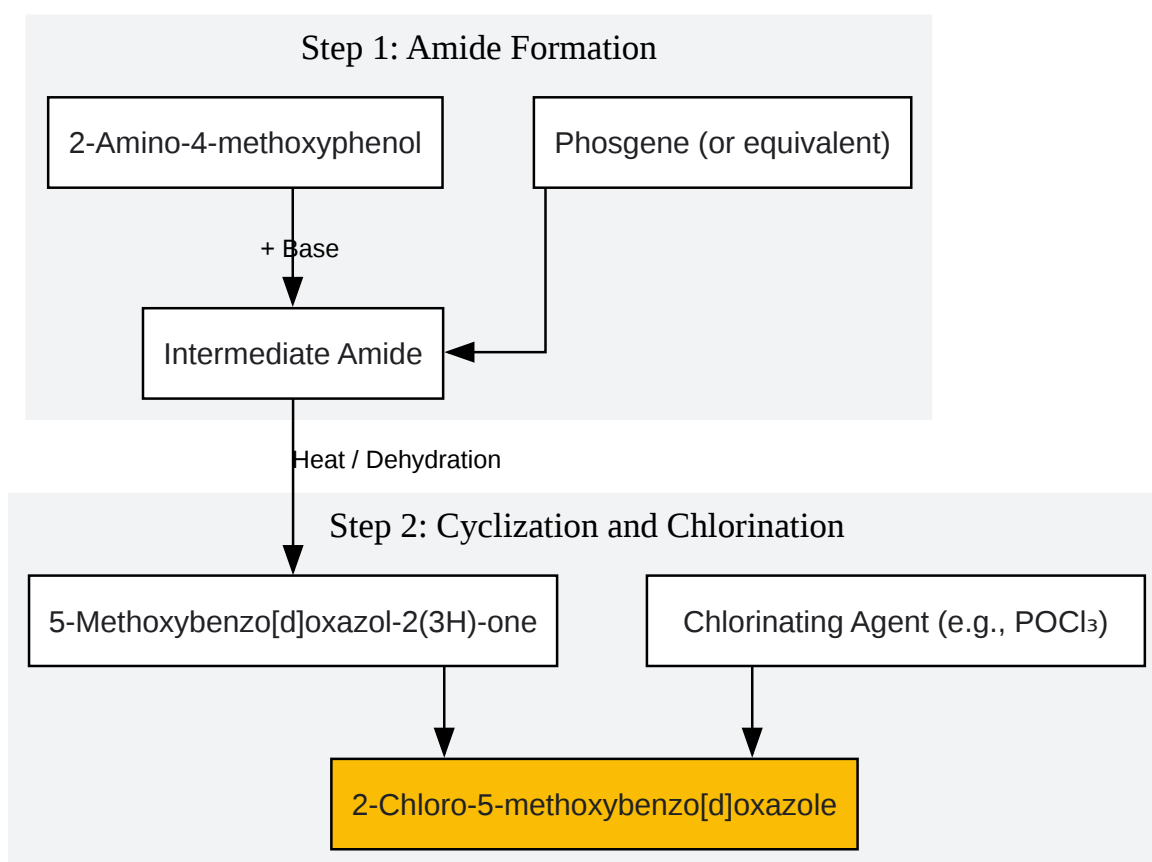 Step 1: Amide Formation
2-Amino-4-methoxyphenol
Phosgene (or equivalent)
+ Base
Intermediate Amide
Heat / Dehydration
Step 2: Cyclization and Chlorination
5-Methoxybenzo[d]oxazol-2(3H)-one
Chlorinating Agent (e.g., POCl₃)
2-Chloro-5-methoxybenzo[d]oxazole